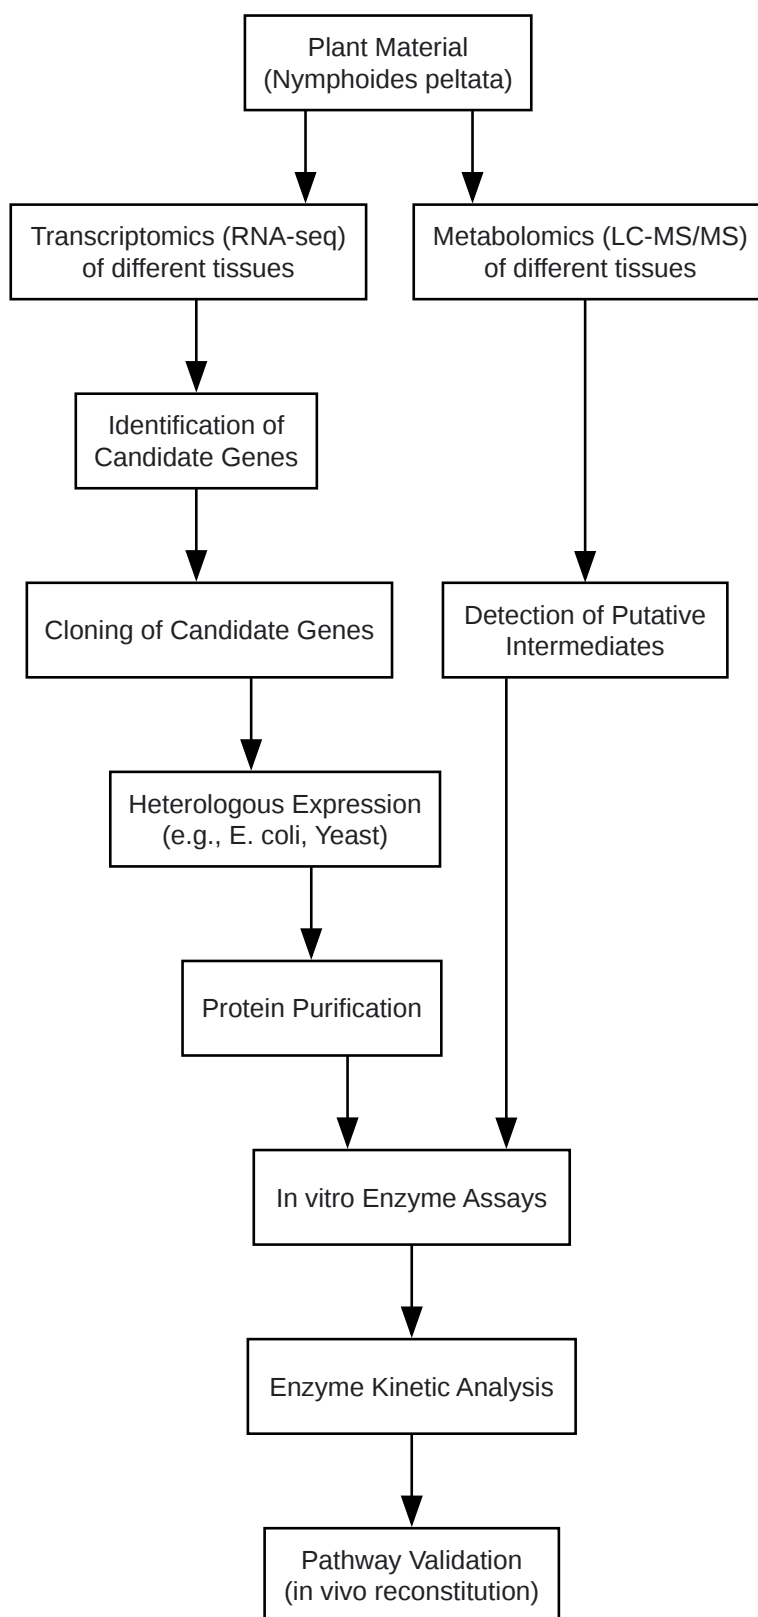 Plant Material
(Nymphoides peltata)
Transcriptomics (RNA-seq)
of different tissues
Metabolomics (LC-MS/MS)
of different tissues
Identification of
Candidate Genes
Cloning of Candidate Genes
Detection of Putative
Intermediates
Heterologous Expression
(e.g., E. coli, Yeast)
Protein Purification
In vitro Enzyme Assays
Enzyme Kinetic Analysis
Pathway Validation
(in vivo reconstitution)